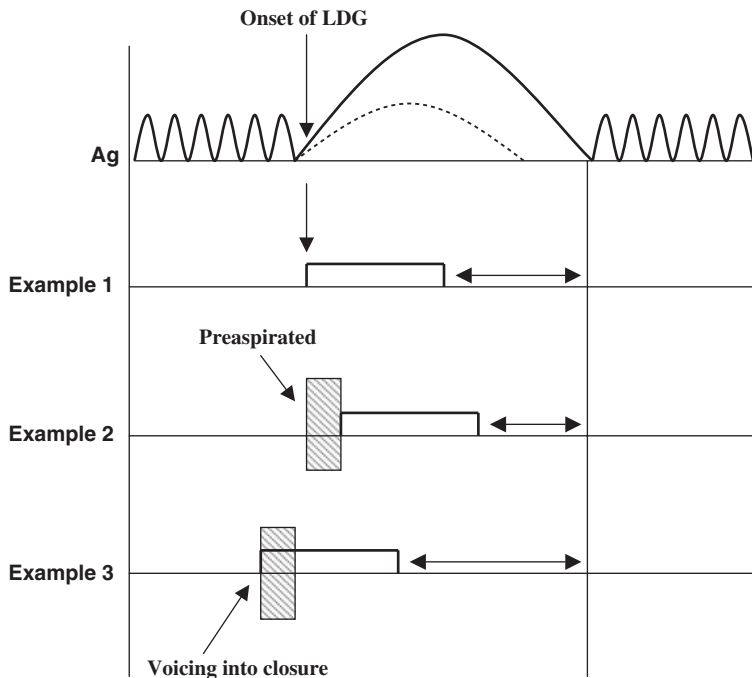 Onset of LDG
Ag
Example 1
Preaspirated
Example 2
Example 3
Voicing into closure